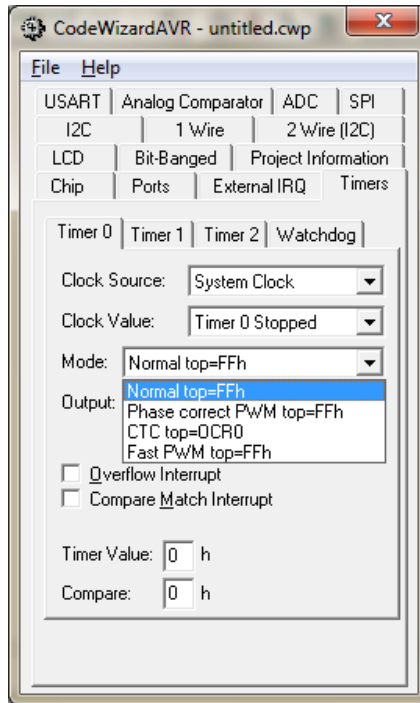 CodeWizardAVR - untitled.cwp
File Help
USART Analog Comparator ADC SPI
I2C 1 Wire 2 Wire (I2C)
LCD Bit-Banged Project Information
Chip Ports External IRQ Timers
Timer 0 Timer 1 Timer 2 Watchdog
Clock Source: System Clock
Clock Value: Timer 0 Stopped
Mode: Normal top=FFh
Normal top=FFh
Output: Phase correct PWM top=FFh
CTC top=OCR0
Fast PWM top=FFh
Overflow Interrupt
Compare Match Interrupt
Timer Value: 0 h
Compare: 0 h